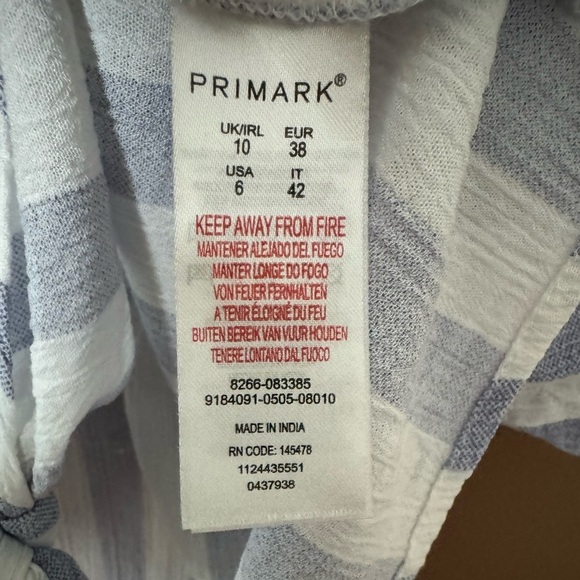 PRIMARK®
UK/IRL EUR
10 38
USA IT
6 42
KEEP AWAY FROM FIRE
MANTENER ALEJADO DEL FUEGO
MANTER LONGE DO FOGO
VON FEUER FERNHALTEN
A TENIR ÉLOIGNÉ DU FEU
BUITEN BEREIK VAN VUUR HOUDEN
TENERE LONTANO DAL FUOCO
8266-083385
9184091-0505-08010
MADE IN INDIA
RN CODE: 145478
1124435551
0437938